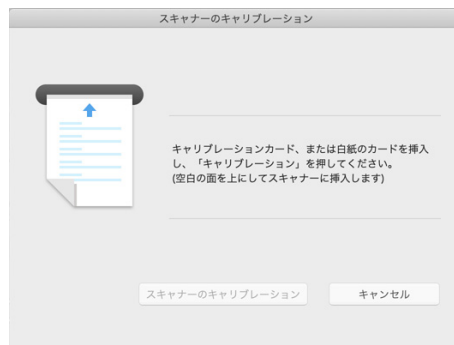 スキャナーのキャリブレーション
キャリブレーションカード、または白紙のカードを挿入
し、「キャリブレーション」を押してください。
(空白の面を上にしてスキャナーに挿入します)
スキャナーのキャリブレーション
キャンセル